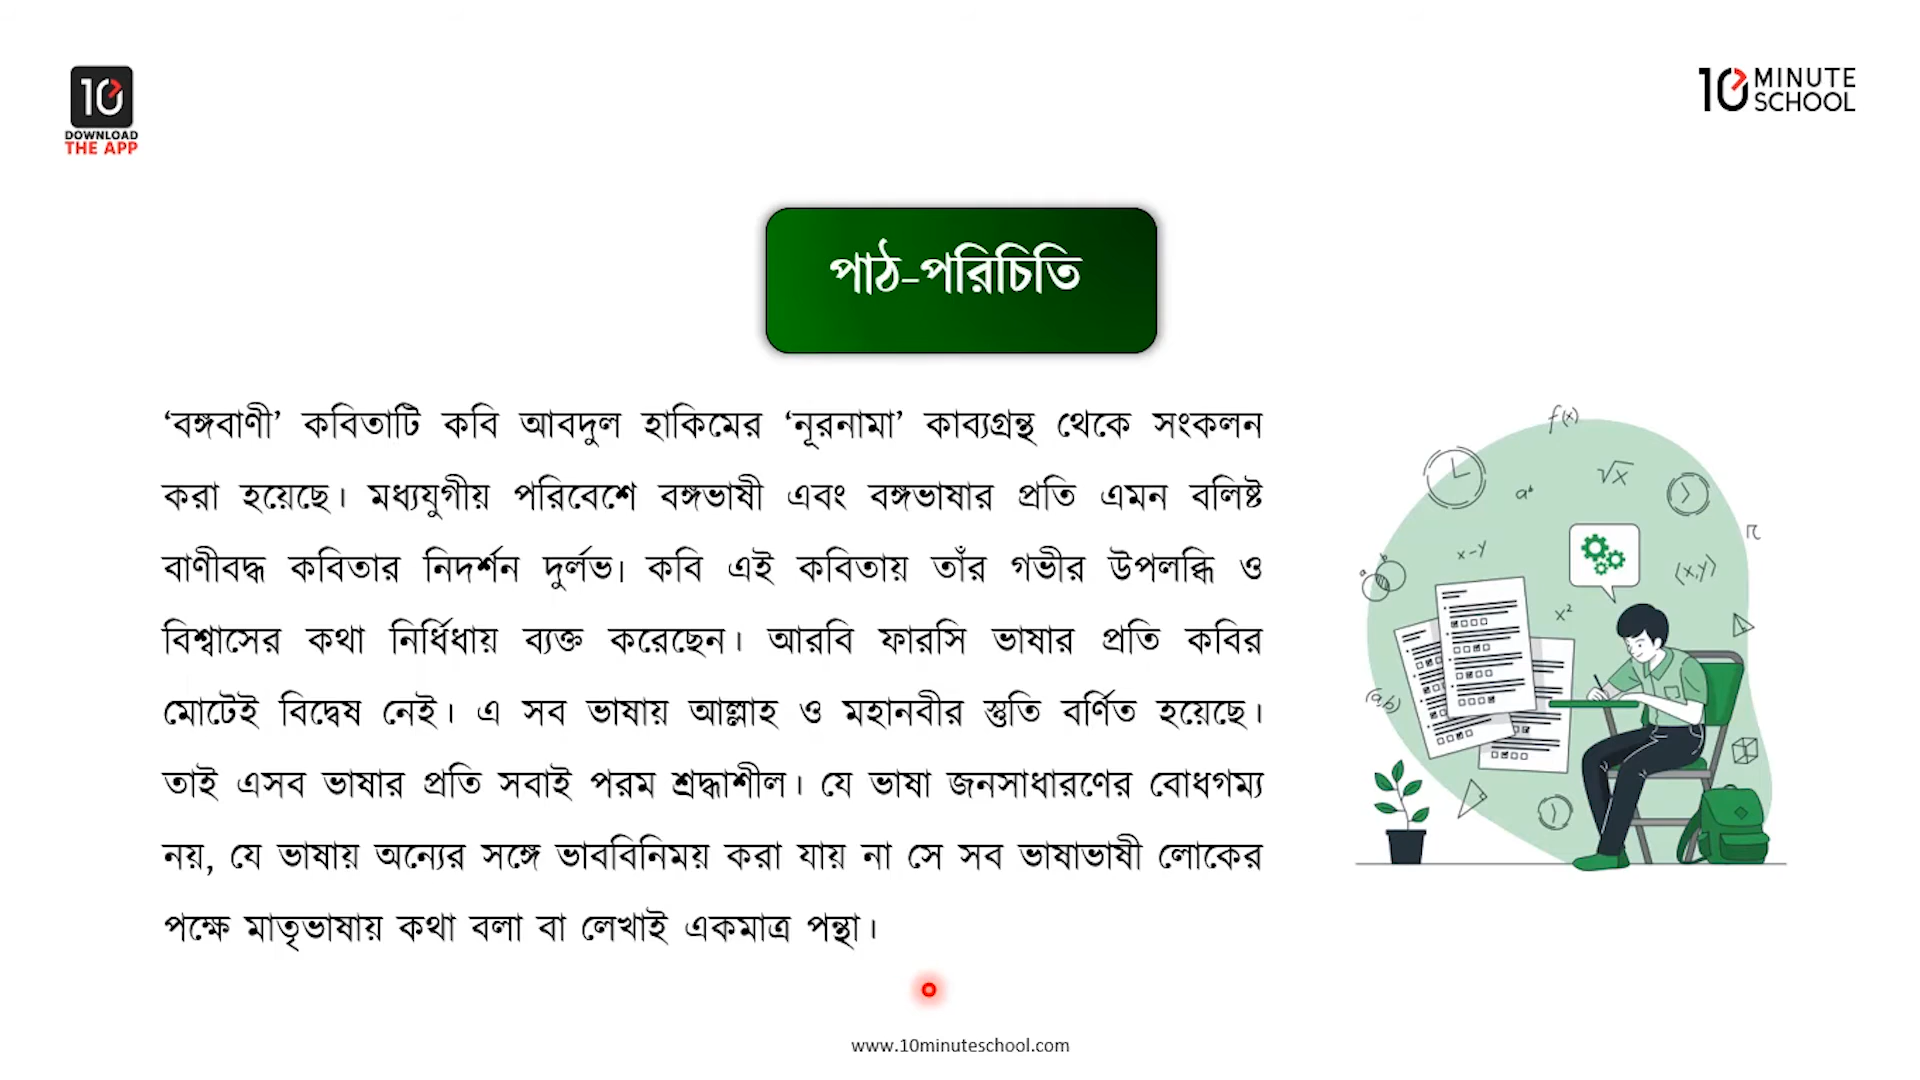 10
DOWNLOAD
THE APP
10 MINUTE
SCHOOL
পাঠ-পরিচিতি
‘বঙ্গবাণী’ কবিতাটি কবি আবদুল হাকিমের ‘নূরনামা’ কাব্যগ্রন্থ থেকে সংকলন
করা হয়েছে। মধ্যযুগীয় পরিবেশে বঙ্গভাষী এবং বঙ্গভাষার প্রতি এমন বলিষ্ট
বাণীবদ্ধ কবিতার নিদর্শন দুর্লভ। কবি এই কবিতায় তাঁর গভীর উপলব্ধি ও
বিশ্বাসের কথা নির্ধিধায় ব্যক্ত করেছেন। আরবি ফারসি ভাষার প্রতি কবির
মোটেই বিদ্বেষ নেই। এ সব ভাষায় আল্লাহ ও মহানবীর স্তুতি বর্ণিত হয়েছে।
তাই এসব ভাষার প্রতি সবাই পরম শ্রদ্ধাশীল। যে ভাষা জনসাধারণের বোধগম্য
নয়, যে ভাষায় অন্যের সঙ্গে ভাববিনিময় করা যায় না সে সব ভাষাভাষী লোকের
পক্ষে মাতৃভাষায় কথা বলা বা লেখাই একমাত্র পন্থা।
f(x)
√x
a^b
π
x-y
(x,y)
a b
x²
(a,b)
www.10minuteschool.com